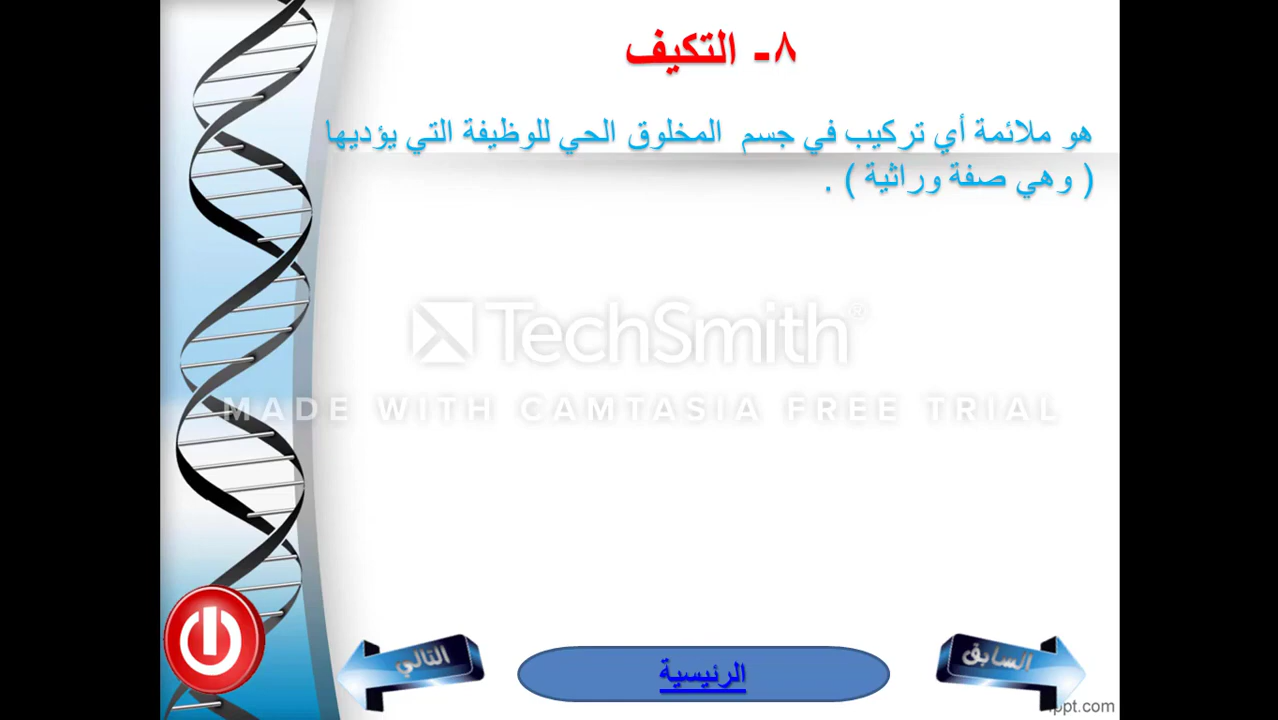 ٨- التكيف
هو ملائمة أي تركيب في جسم المخلوق الحي للوظيفة التي يؤديها
( وهي صفة وراثية ) .
TechSmith®
MADE WITH CAMTASIA FREE TRIAL
السابق
الرئيسية
التالي
ppt.com